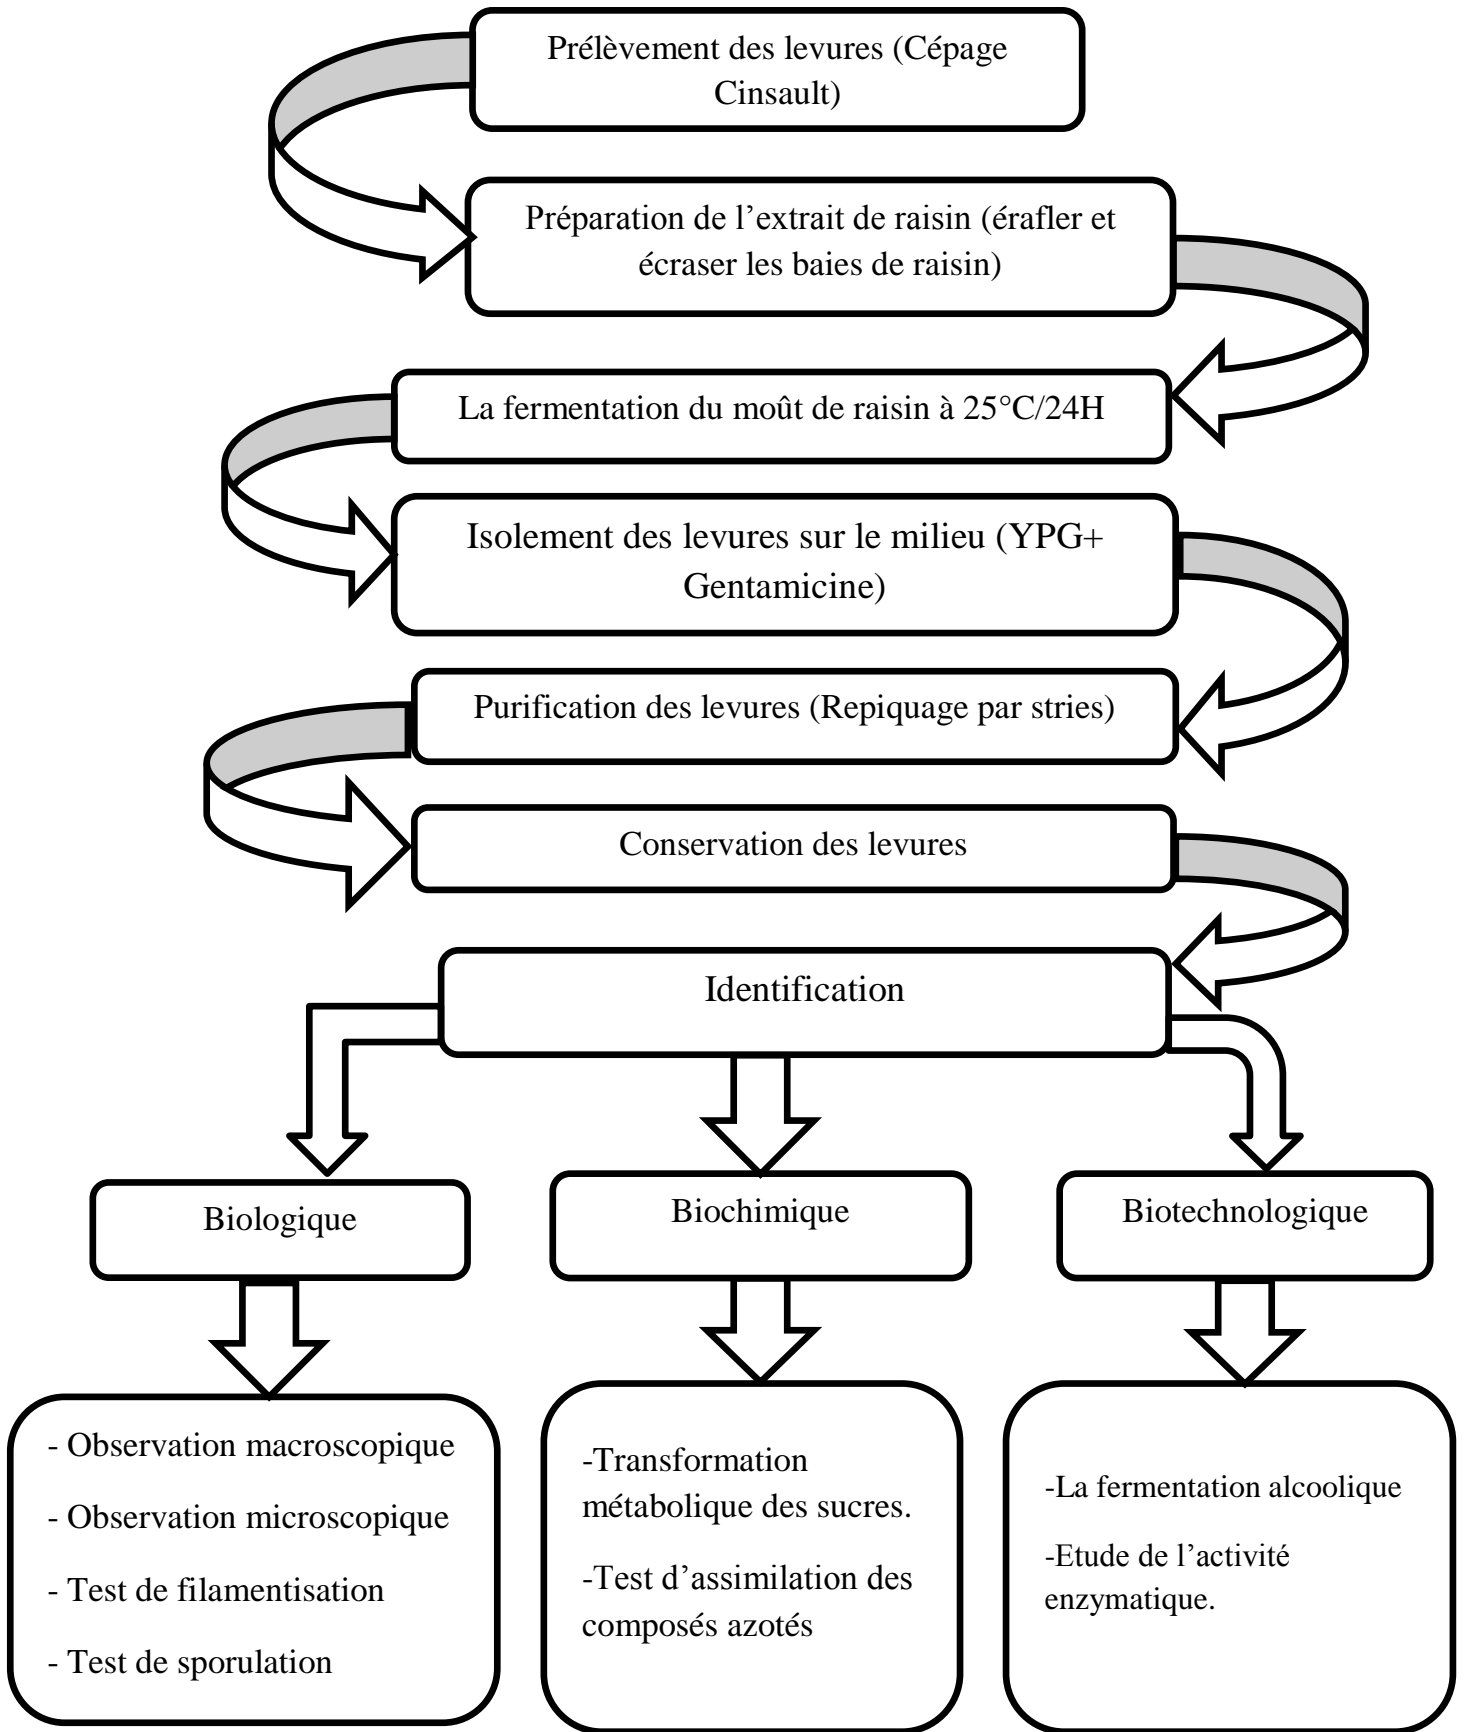 Prélèvement des levures (Cépage
Cinsault)
Préparation de l’extrait de raisin (érafler et
écraser les baies de raisin)
La fermentation du moût de raisin à 25°C/24H
Isolement des levures sur le milieu (YPG+
Gentamicine)
Purification des levures (Repiquage par stries)
Conservation des levures
Identification
Biologique
Biochimique
Biotechnologique
- Observation macroscopique
- Observation microscopique
- Test de filamentisation
- Test de sporulation
-Transformation
métabolique des sucres.
-Test d’assimilation des
composés azotés
-La fermentation alcoolique
-Etude de l’activité
enzymatique.